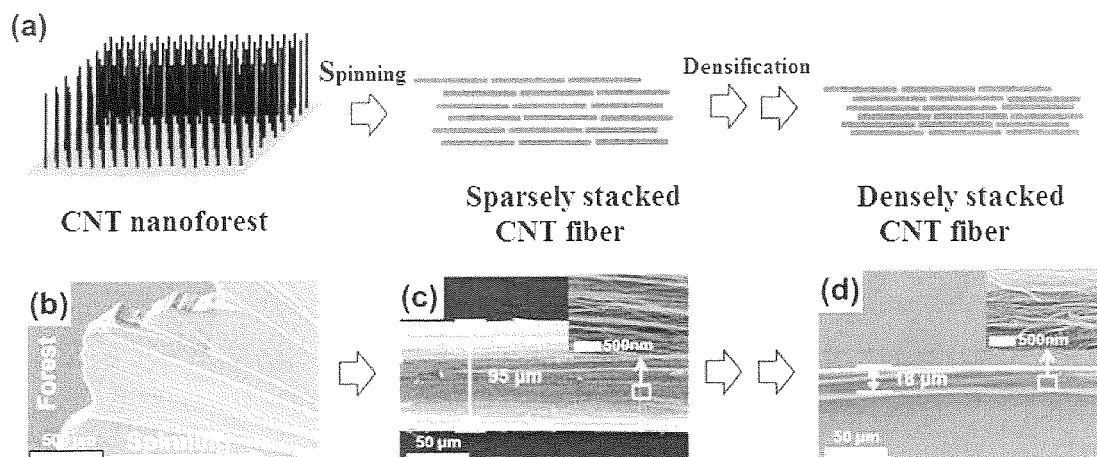 (a)
Spinning
Densification
CNT nanoforest
Sparsely stacked
CNT fiber
Densely stacked
CNT fiber
(b)
Forest
Spinning
500 µm
(c)
500nm
95 µm
50 µm
(d)
500nm
18 µm
50 µm